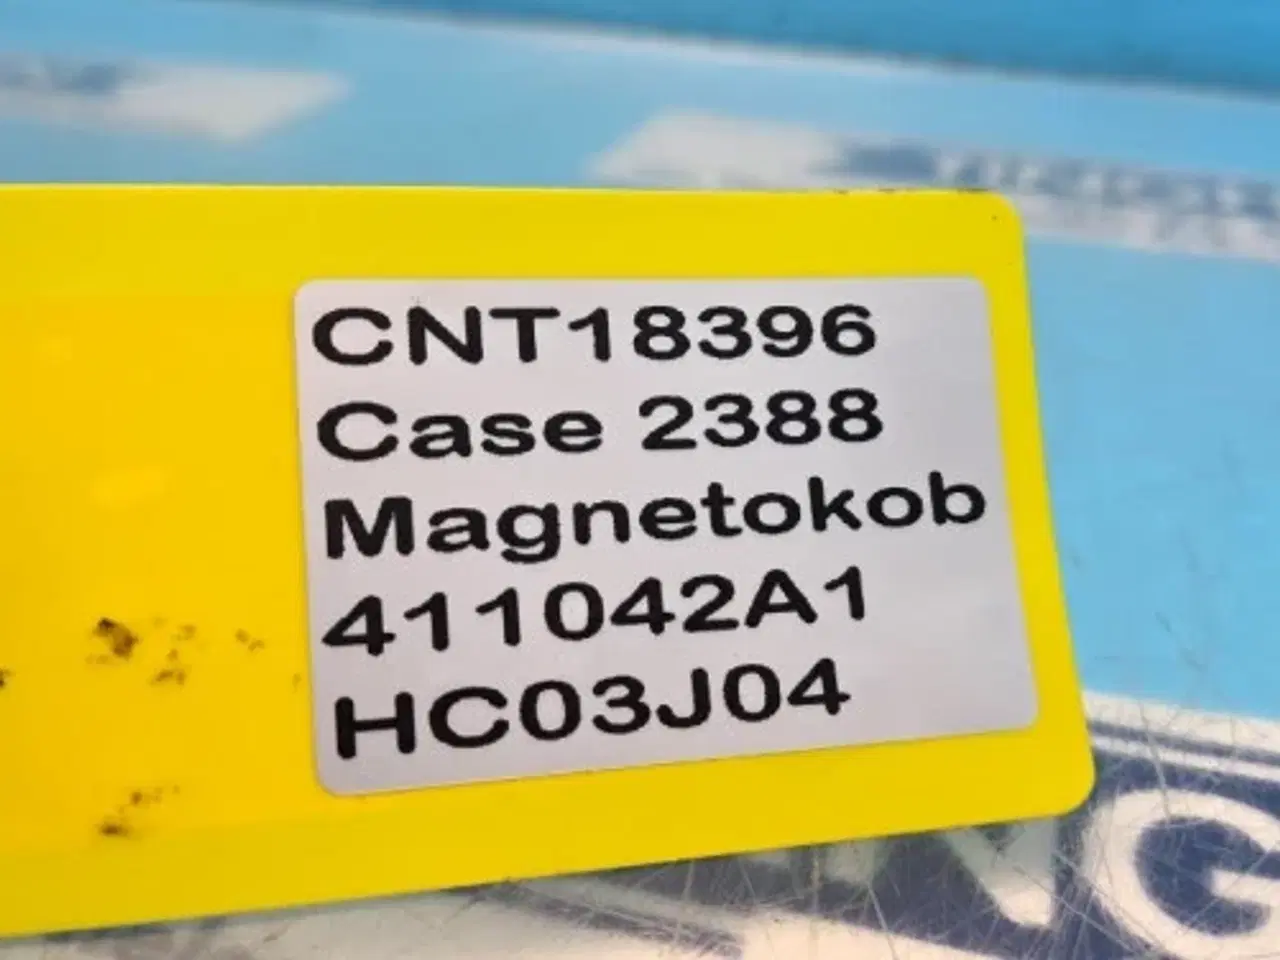 CNT18396
Case 2388
Magnetokob
411042A1
HC03J04